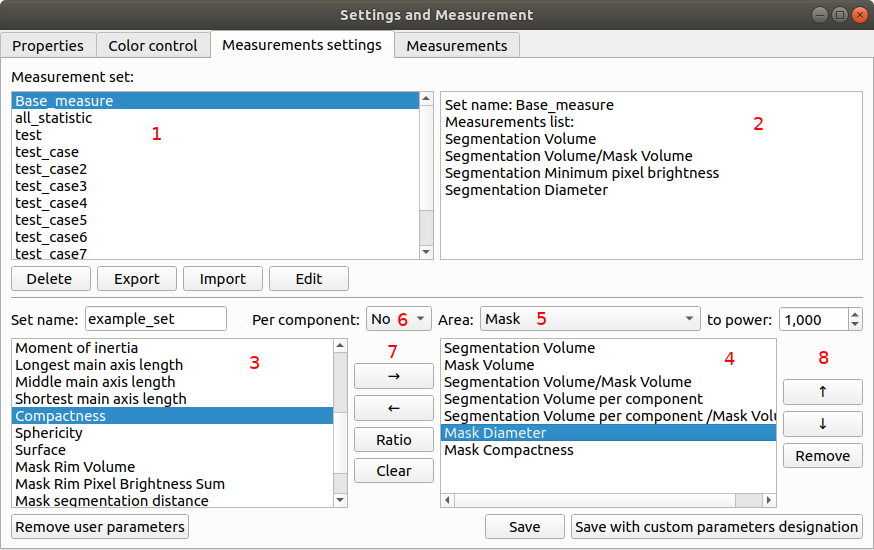 Settings and Measurement
Properties
Color control
Measurements settings
Measurements
Measurement set:
Base_measure
all_statistic
test
test_case
test_case2
test_case3
test_case4
test_case5
test_case6
test_case7
1
Set name: Base_measure
Measurements list:
Segmentation Volume
Segmentation Volume/Mask Volume
Segmentation Minimum pixel brightness
Segmentation Diameter
2
Delete
Export
Import
Edit
Set name: example_set
Per component: No 6
Area: Mask 5
to power: 1,000
Moment of inertia
Longest main axis length
Middle main axis length
Shortest main axis length
Compactness
Sphericity
Surface
Mask Rim Volume
Mask Rim Pixel Brightness Sum
Mask segmentation distance
3
7
→
←
Ratio
Clear
Segmentation Volume
Mask Volume
Segmentation Volume/Mask Volume
Segmentation Volume per component
Segmentation Volume per component /Mask Volu
Mask Diameter
Mask Compactness
4
8
↑
↓
Remove
Remove user parameters
Save
Save with custom parameters designation